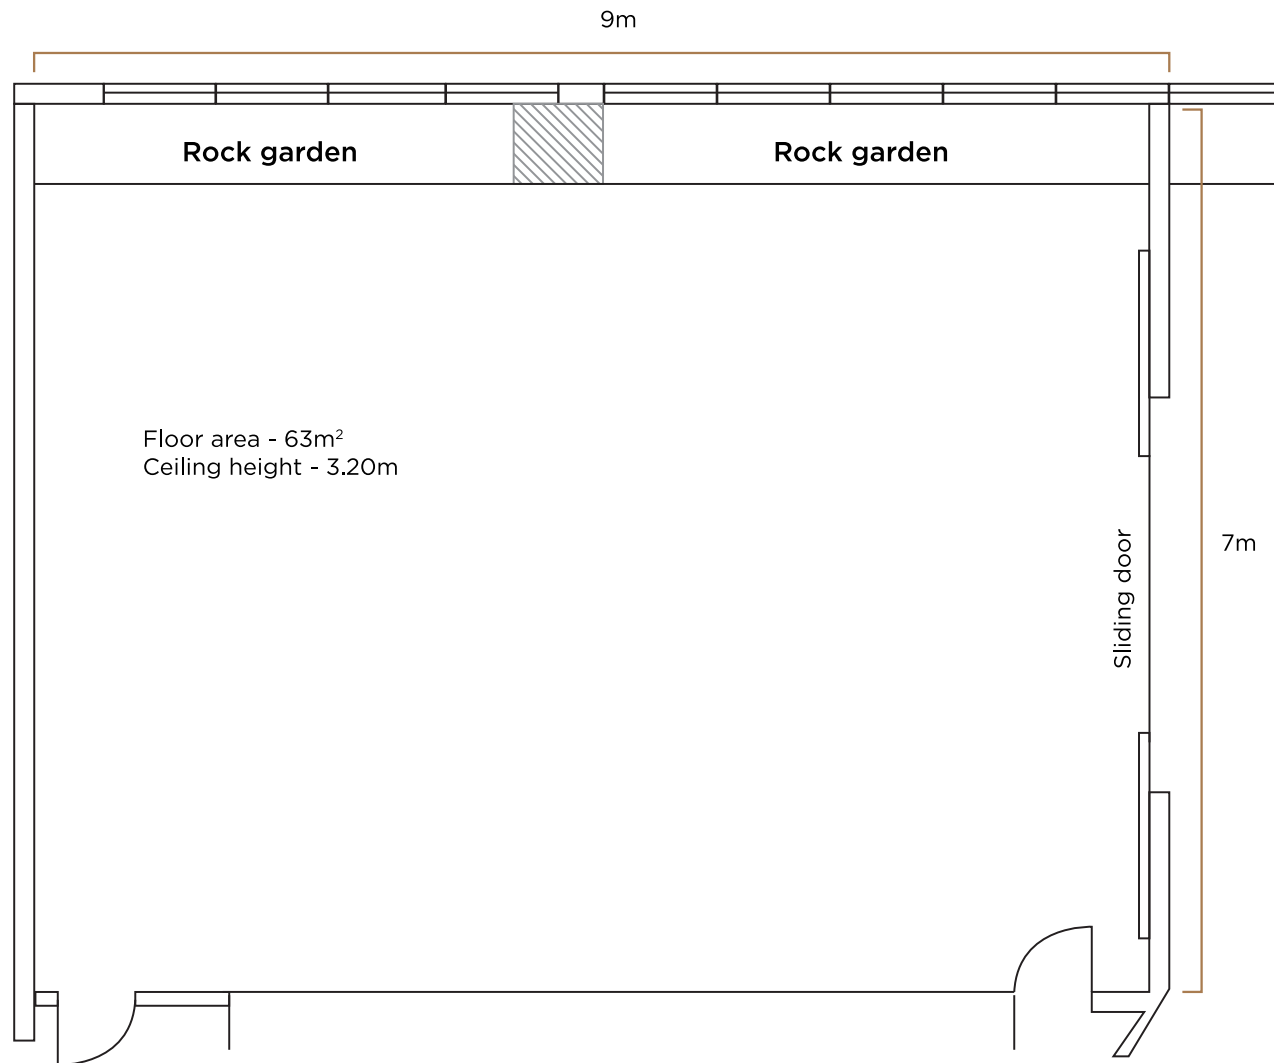 9m
Rock garden
Rock garden
Floor area - 63m²
Ceiling height - 3.20m
Sliding door
7m